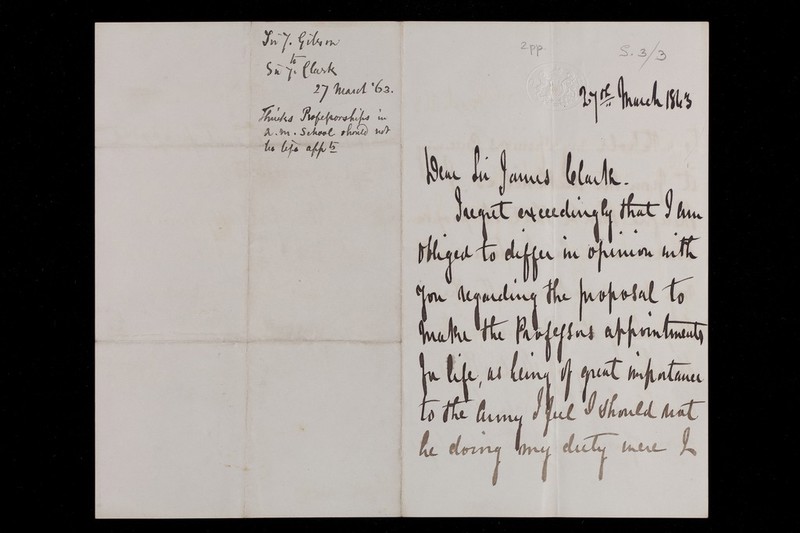 Sir J. Gibson
to
Sir J. Clark
27 March '63.
Thinks Professorships in
A.M. School should not
be life appts
2pp.
S. 3/3
27th March 1863
Dear Sir James Clark.
I regret exceedingly that I am
obliged to differ in opinion with
you regarding the proposal to
make the Professors appointments
for life, as being of great importance
to the Army I feel I should not
be doing my duty were I